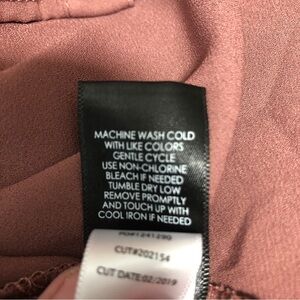 MACHINE WASH COLD
WITH LIKE COLORS
GENTLE CYCLE
USE NON-CHLORINE
BLEACH IF NEEDED
TUMBLE DRY LOW
REMOVE PROMPTLY
AND TOUCH UP WITH
COOL IRON IF NEEDED
CUT#202154
CUT DATE:02/2019